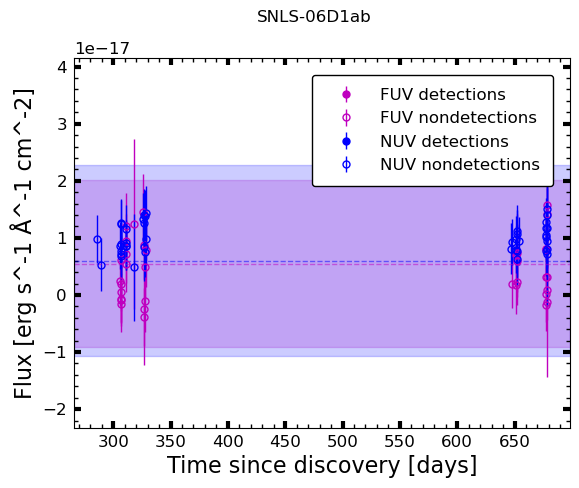 SNLS-06D1ab
1e−17
FUV detections
FUV nondetections
NUV detections
NUV nondetections
4
3
2
1
0
−1
−2
Flux [erg s^-1 Å^-1 cm^-2]
300 350 400 450 500 550 600 650
Time since discovery [days]